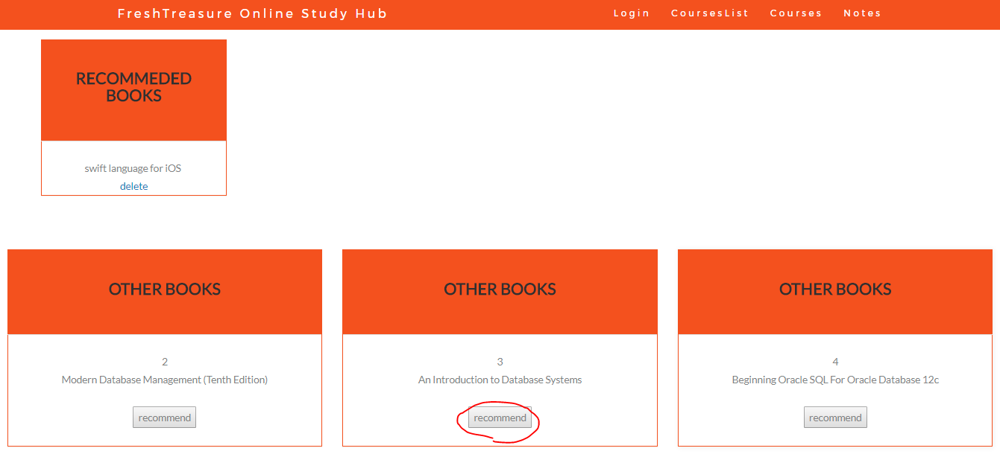 FreshTreasure Online Study Hub
Login CoursesList Courses Notes
RECOMMEDED
BOOKS
swift language for iOS
delete
OTHER BOOKS
2
Modern Database Management (Tenth Edition)
recommend
OTHER BOOKS
3
An Introduction to Database Systems
recommend
OTHER BOOKS
4
Beginning Oracle SQL For Oracle Database 12c
recommend